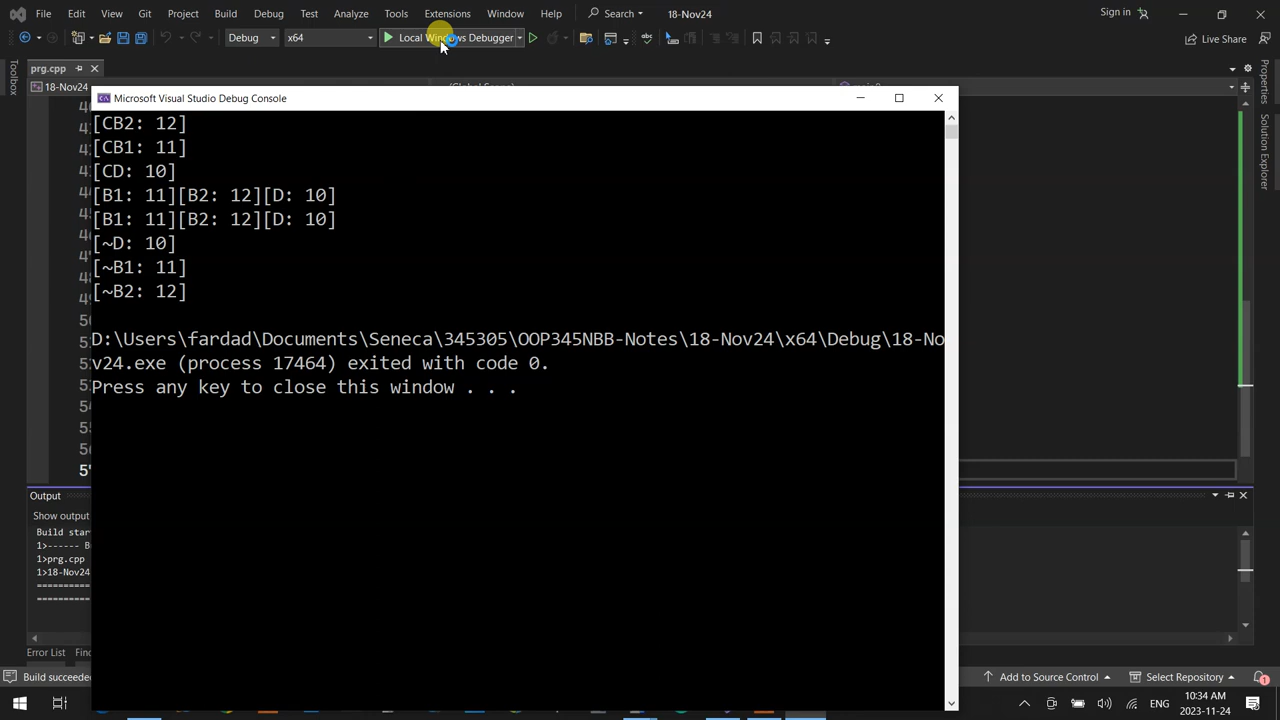 File Edit View Git Project Build Debug Test Analyze Tools Extensions Window Help Search 18-Nov24 Sign in
Debug x64 Local Windows Debugger Live Share
prg.cpp
18-Nov24
Toolbox
Properties
Solution Explorer
Microsoft Visual Studio Debug Console
[CB2: 12]
[CB1: 11]
[CD: 10]
[B1: 11][B2: 12][D: 10]
[B1: 11][B2: 12][D: 10]
[~D: 10]
[~B1: 11]
[~B2: 12]
D:\Users\fardad\Documents\Seneca\345305\OOP345NBB-Notes\18-Nov24\x64\Debug\18-No
v24.exe (process 17464) exited with code 0.
Press any key to close this window . . .
Output
Show output
Build star
1>------ B
1>prg.cpp
1>18-Nov24
Error List
Build succeeded
Add to Source Control
Select Repository
1
ENG
10:34 AM
2023-11-24